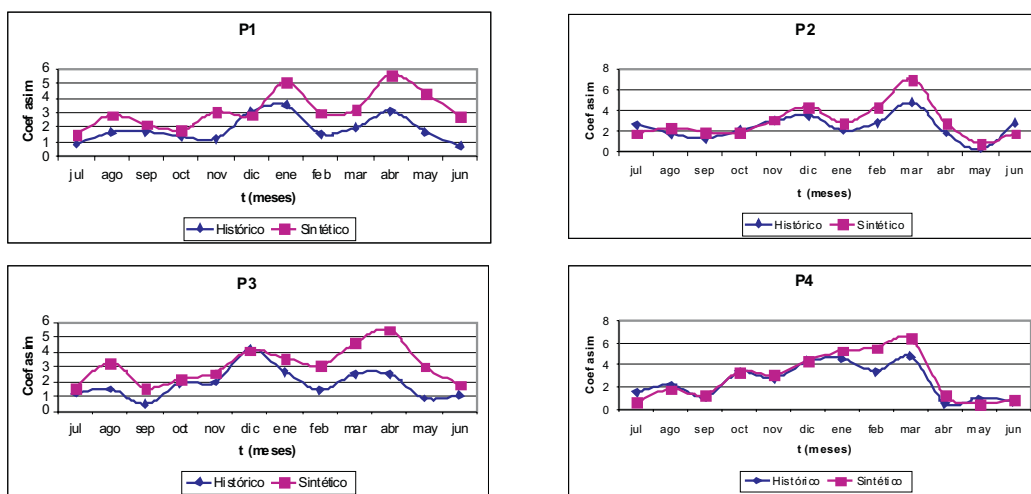 P1
Coef asim
6
5
4
3
2
1
0
jul ago sep oct nov dic ene feb mar abr may jun
t (meses)
Histórico Sintético
P2
Coef asim
8
6
4
2
0
jul ago sep oct nov dic ene feb mar abr may jun
t (meses)
Histórico Sintético
P3
Coef asim
6
5
4
3
2
1
0
jul ago sep oct nov dic ene feb mar abr may jun
t (meses)
Histórico Sintético
P4
Coef asim
8
6
4
2
0
jul ago sep oct nov dic ene feb mar abr may jun
t (meses)
Histórico Sintético